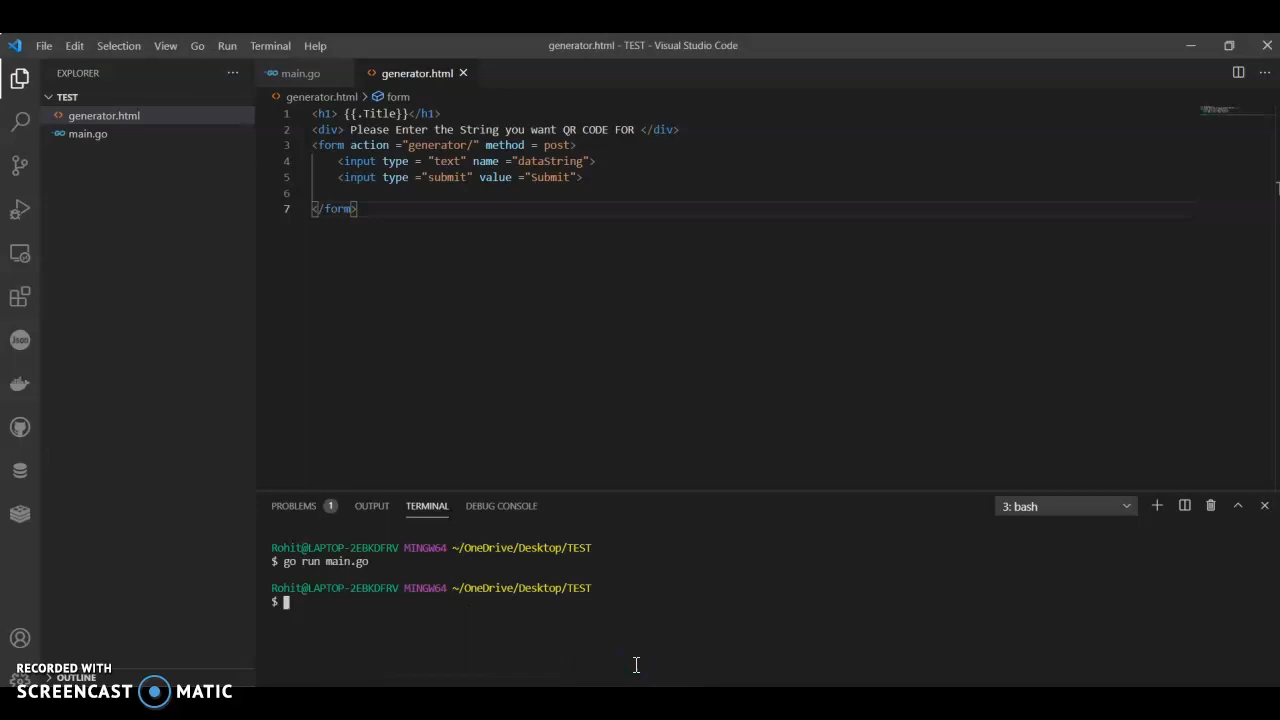 File Edit Selection View Go Run Terminal Help
generator.html - TEST - Visual Studio Code
EXPLORER
TEST
generator.html
main.go
main.go generator.html
generator.html > form
1 <h1> {{.Title}}</h1>
2 <div> Please Enter the String you want QR CODE FOR </div>
3 <form action ="generator/" method = post>
4 <input type = "text" name ="dataString">
5 <input type ="submit" value ="Submit">
6
7 </form>
PROBLEMS 1 OUTPUT TERMINAL DEBUG CONSOLE
3: bash
Rohit@LAPTOP-2EBKDFRV MINGW64 ~/OneDrive/Desktop/TEST
$ go run main.go
Rohit@LAPTOP-2EBKDFRV MINGW64 ~/OneDrive/Desktop/TEST
$
Json
OUTLINE
RECORDED WITH
SCREENCAST MATIC